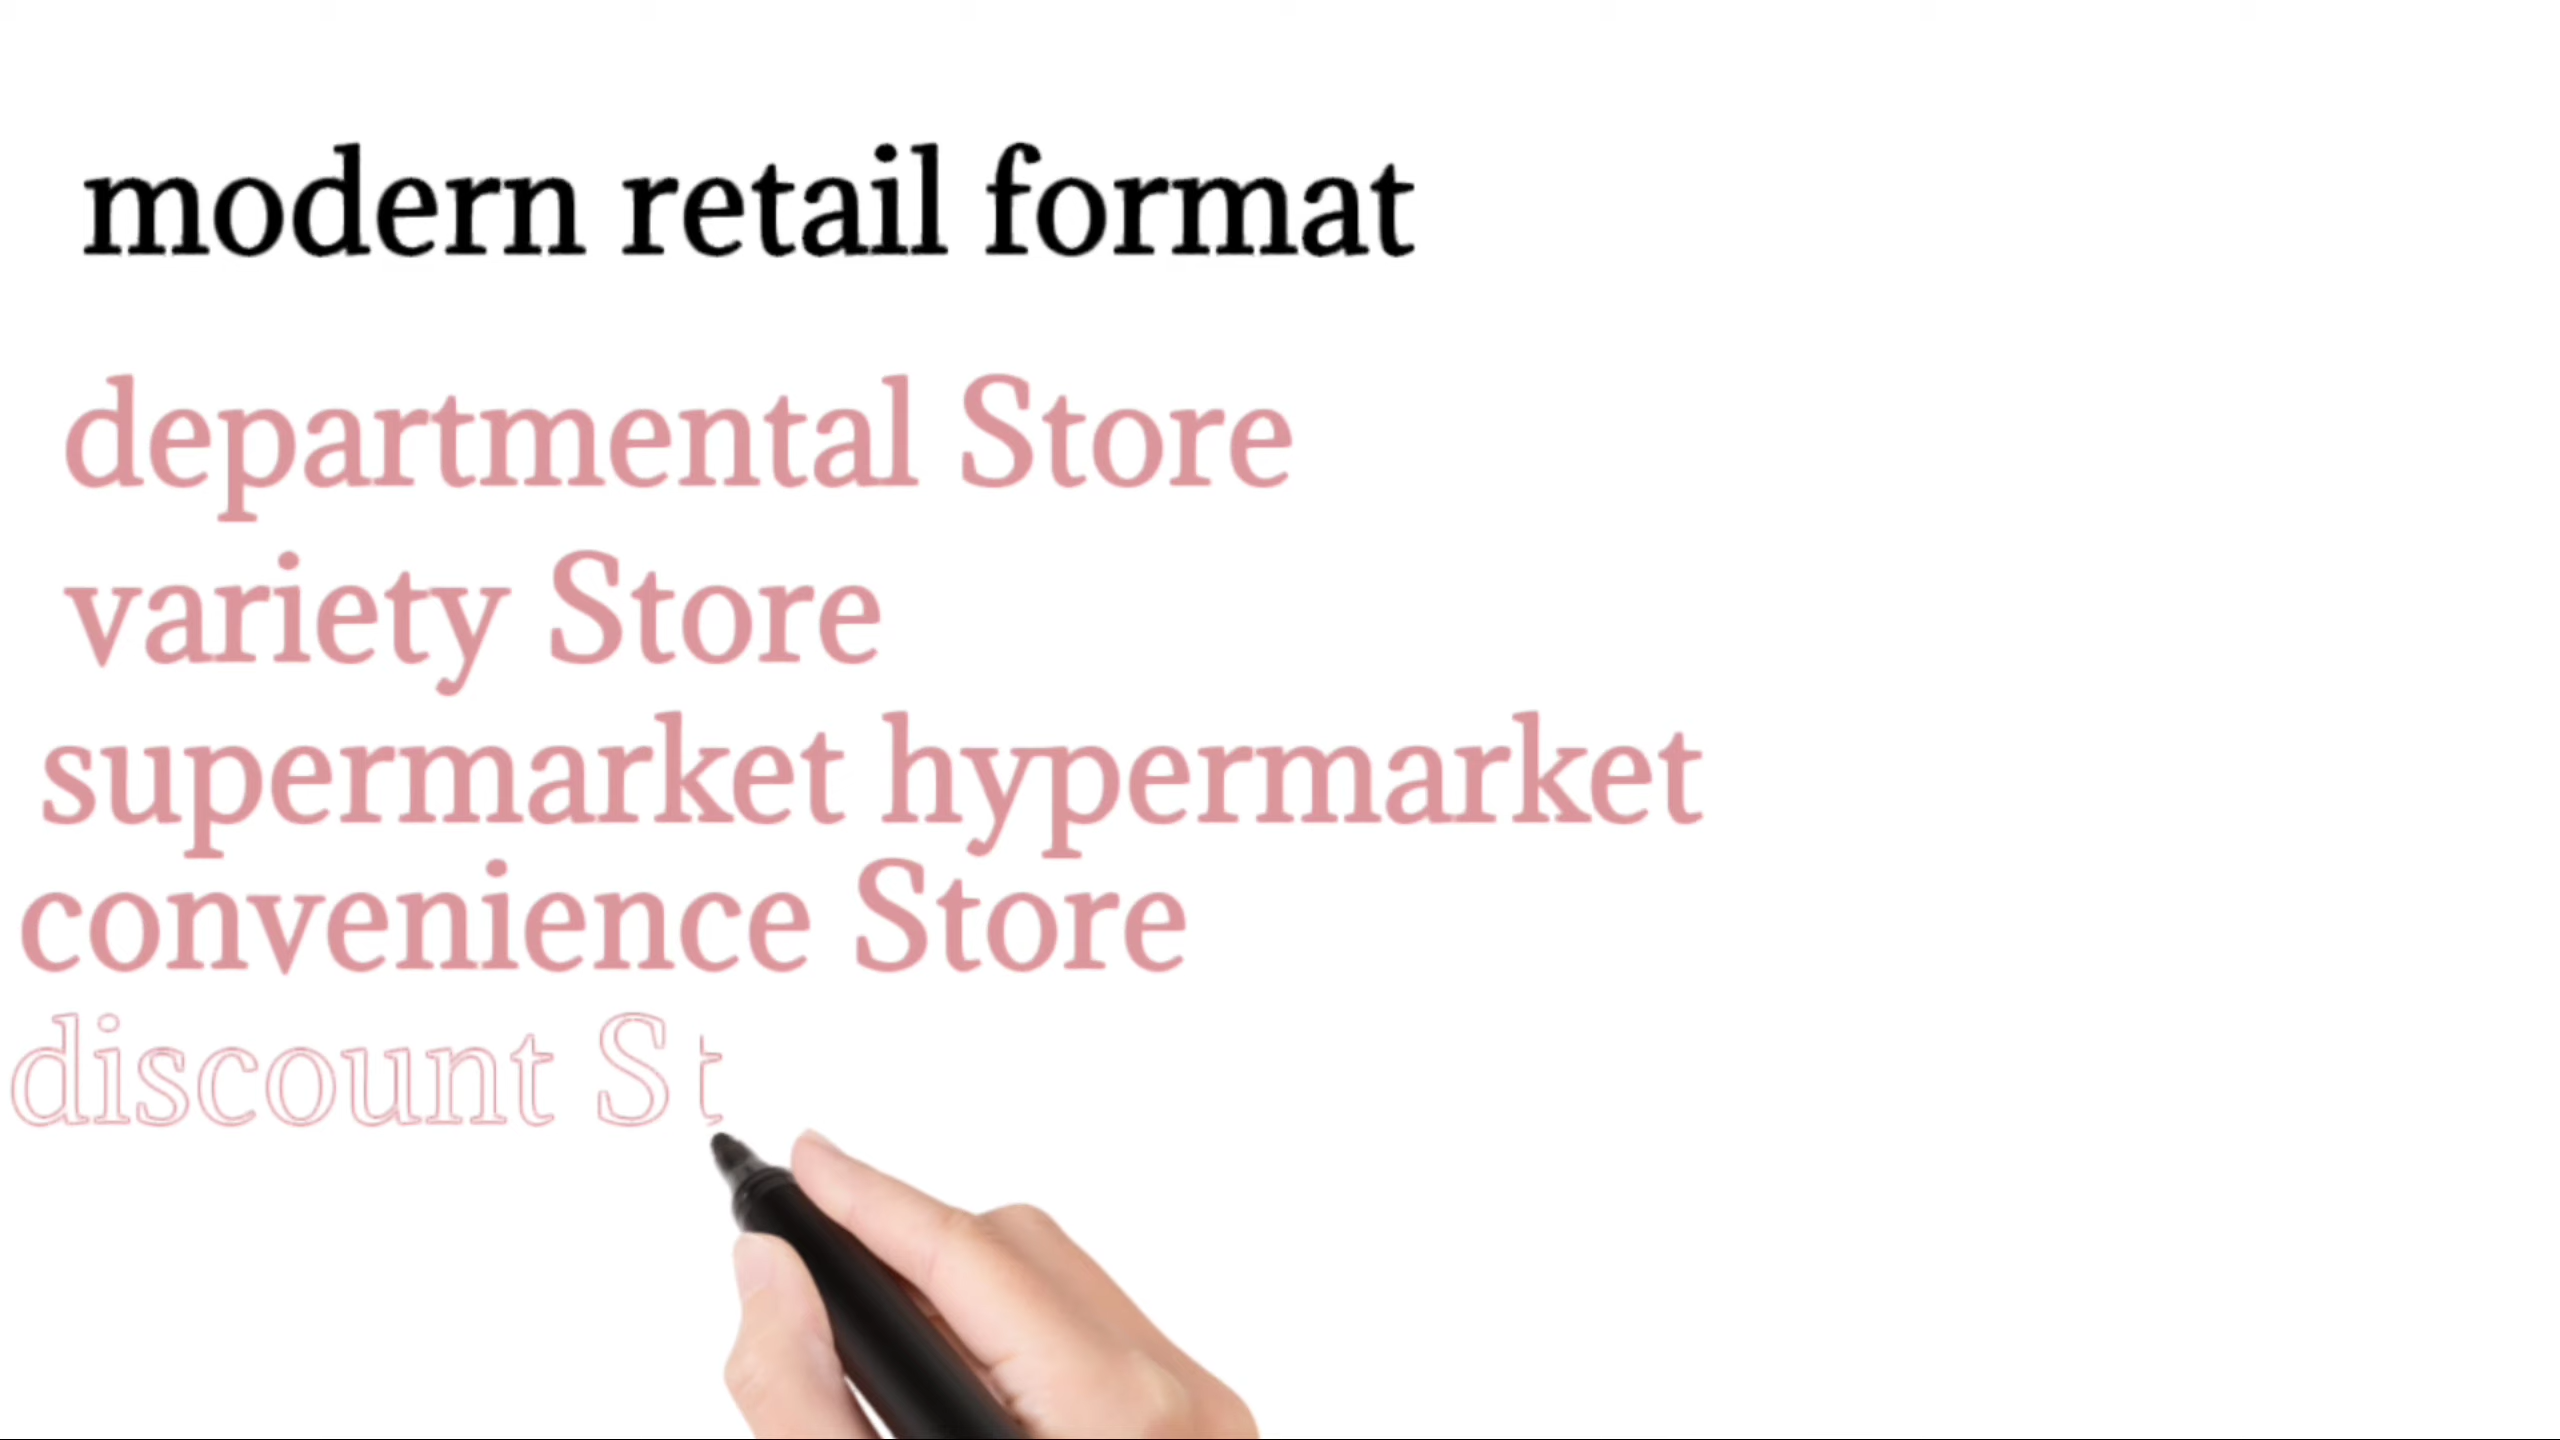 modern retail format
departmental Store
variety Store
supermarket hypermarket
convenience Store
discount St